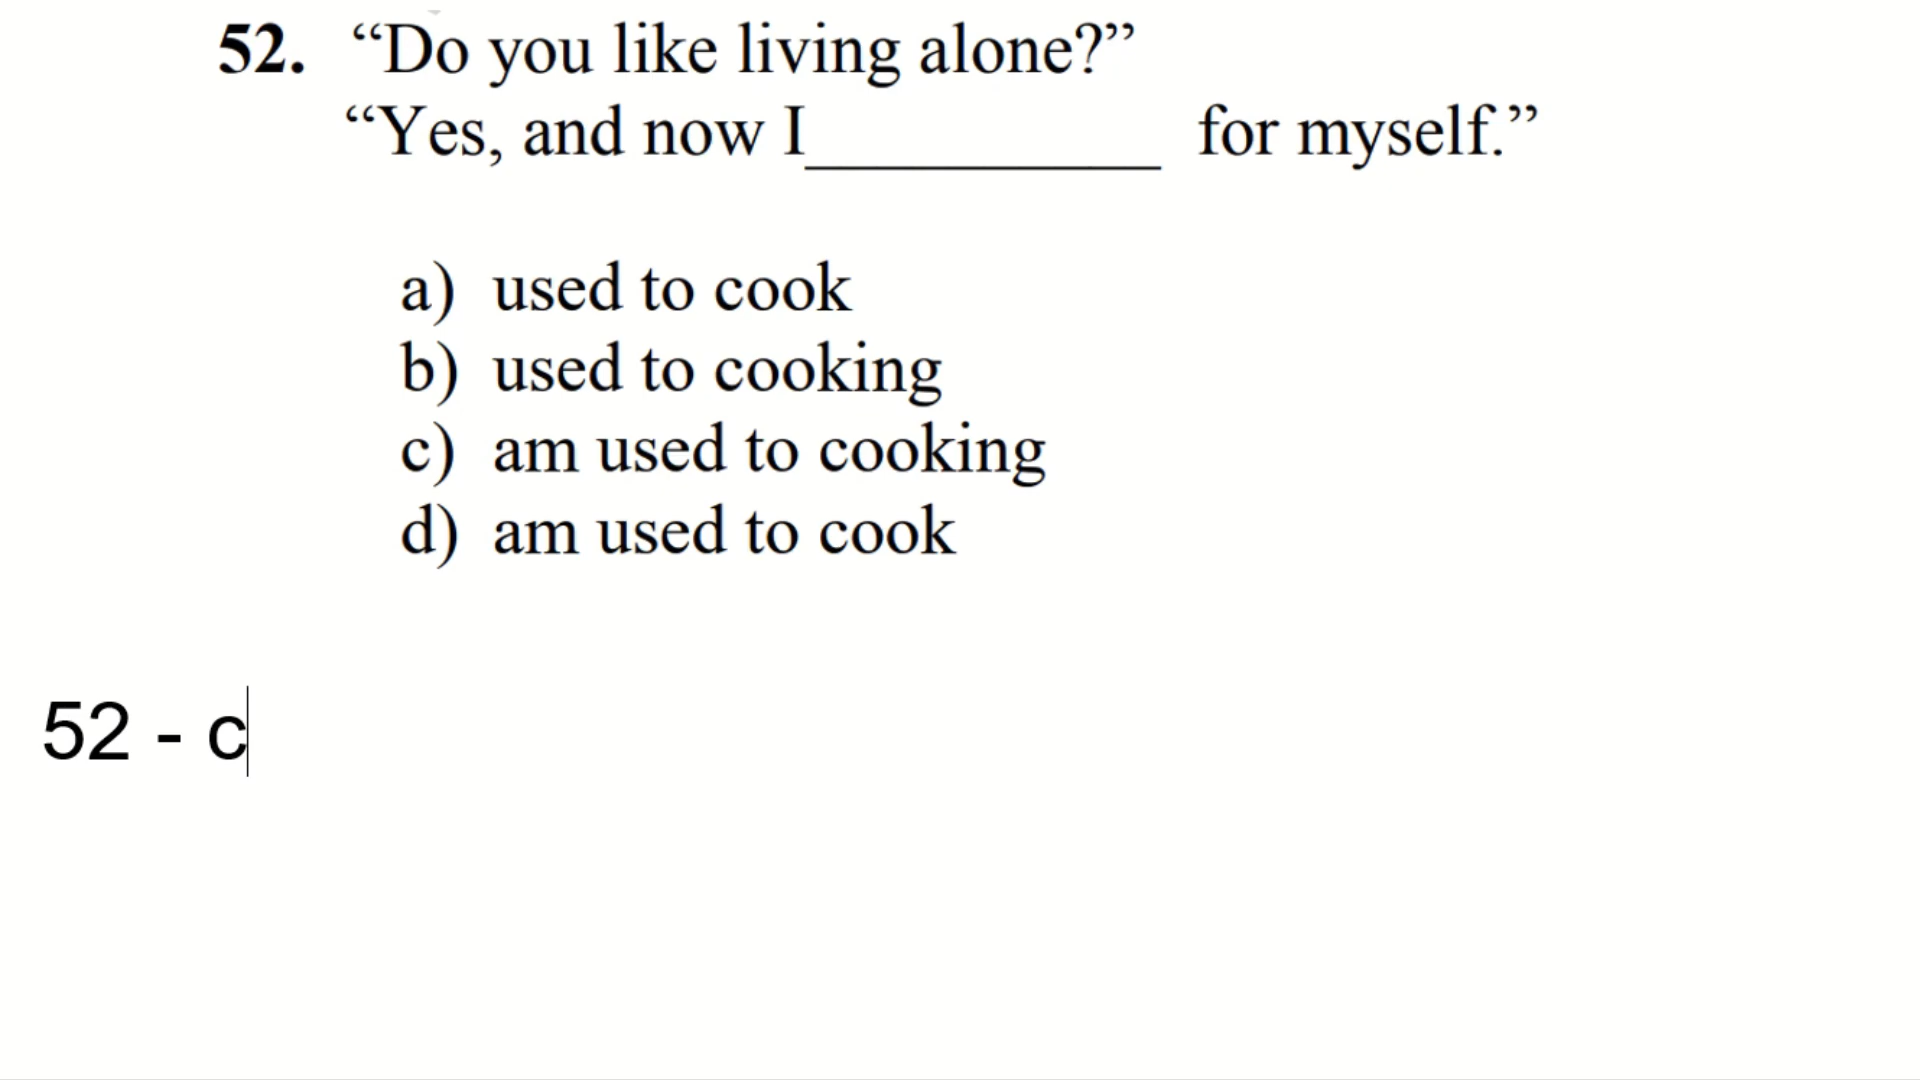 52. “Do you like living alone?”
“Yes, and now I__________ for myself.”
a) used to cook
b) used to cooking
c) am used to cooking
d) am used to cook
52 - c